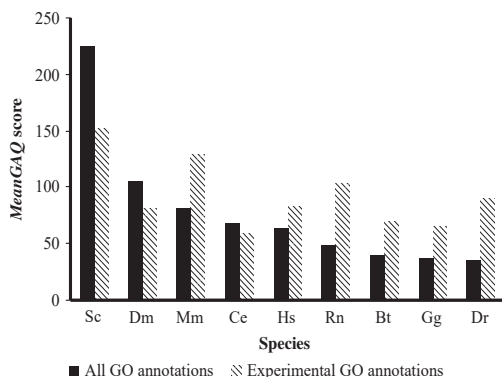 250
200
150
100
50
0
MeanGAQ score
Sc Dm Mm Ce Hs Rn Bt Gg Dr
Species
All GO annotations Experimental GO annotations